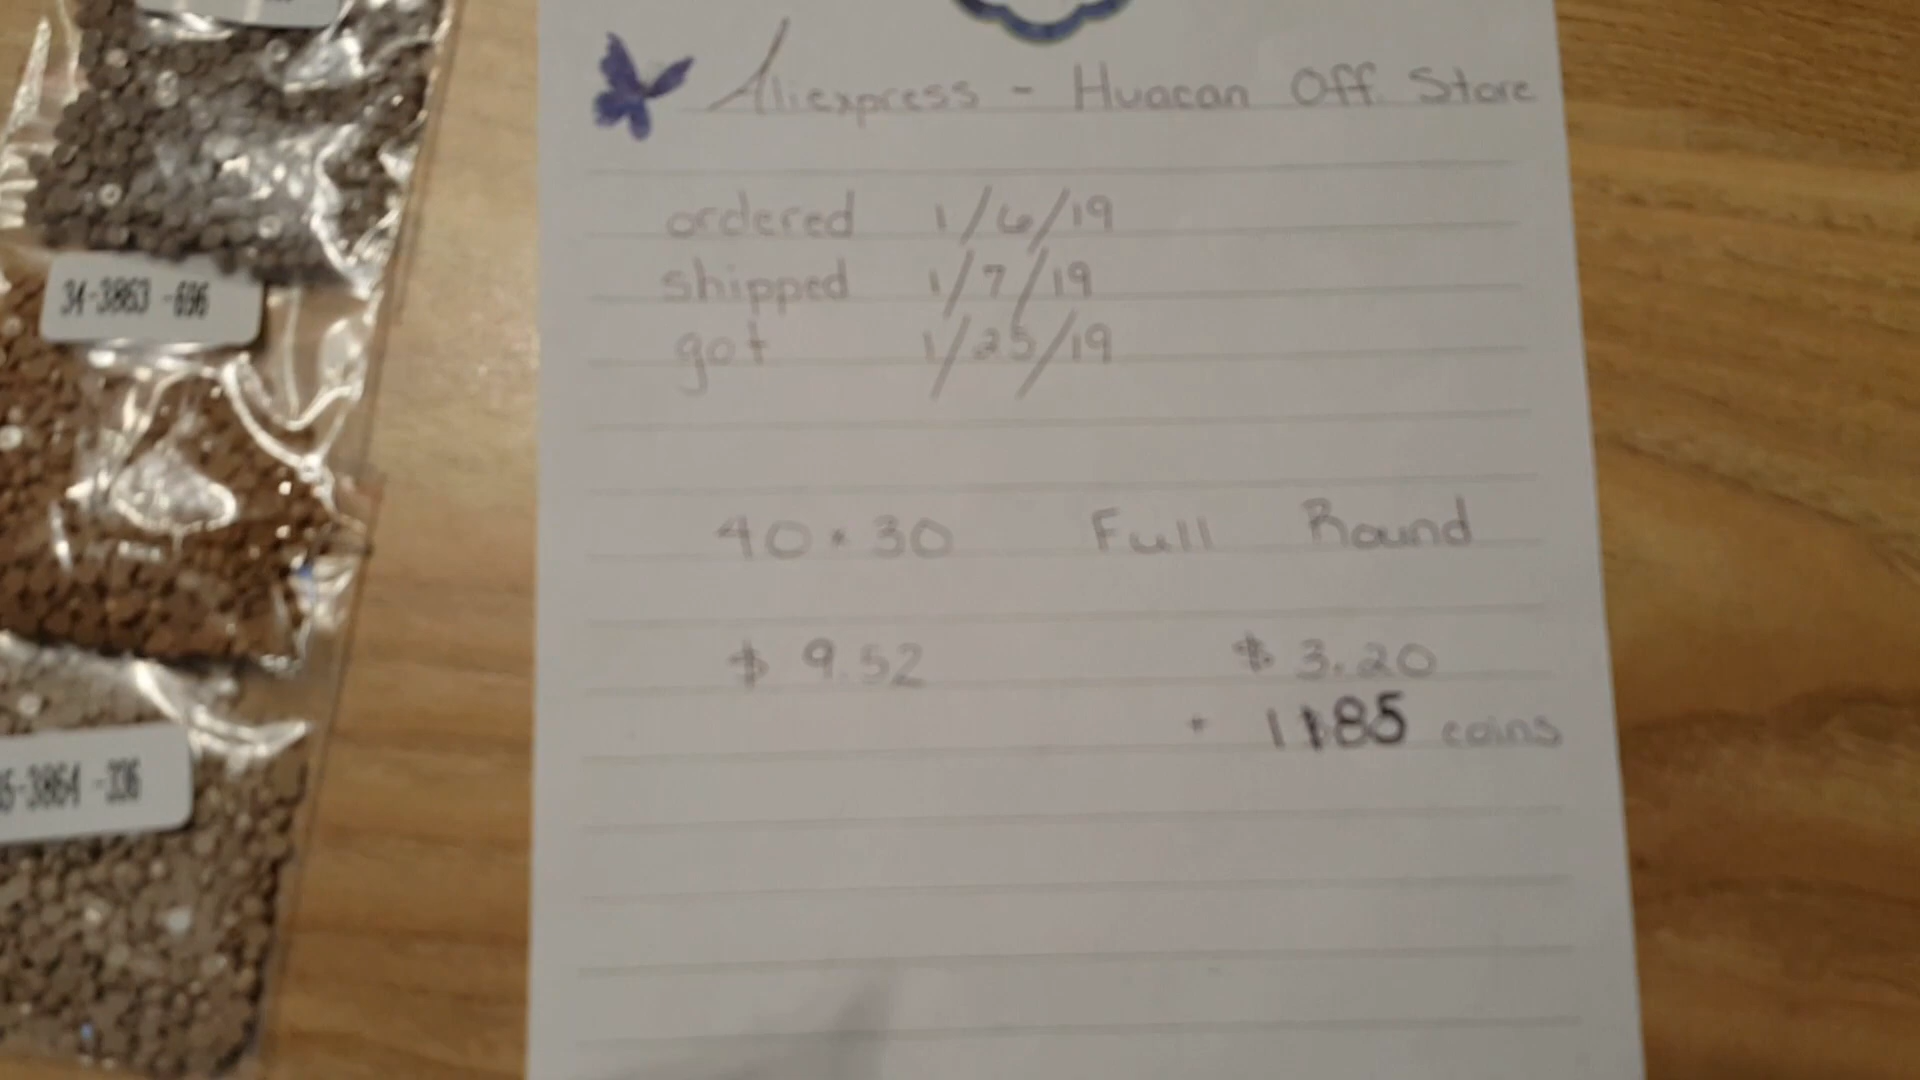 Aliexpress - Huacan Off Store
ordered 1/6/19
shipped 1/7/19
got 1/25/19
40 * 30 Full Round
$ 9.52 $ 3.20
+ 1185 coins
34-3863 -696
5-3864 -336